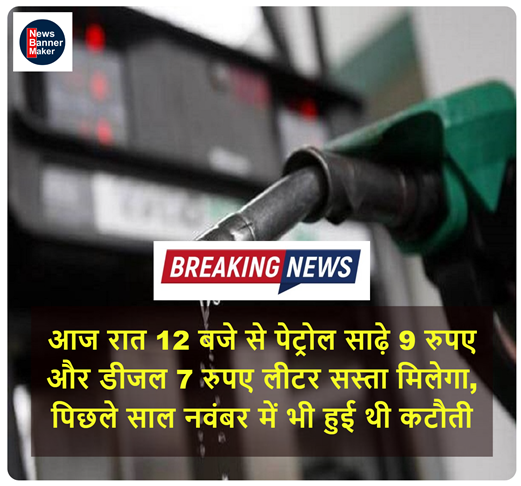 News
Banner
Maker
BREAKING NEWS
आज रात 12 बजे से पेट्रोल साढ़े 9 रुपए
और डीजल 7 रुपए लीटर सस्ता मिलेगा,
पिछले साल नवंबर में भी हुई थी कटौती